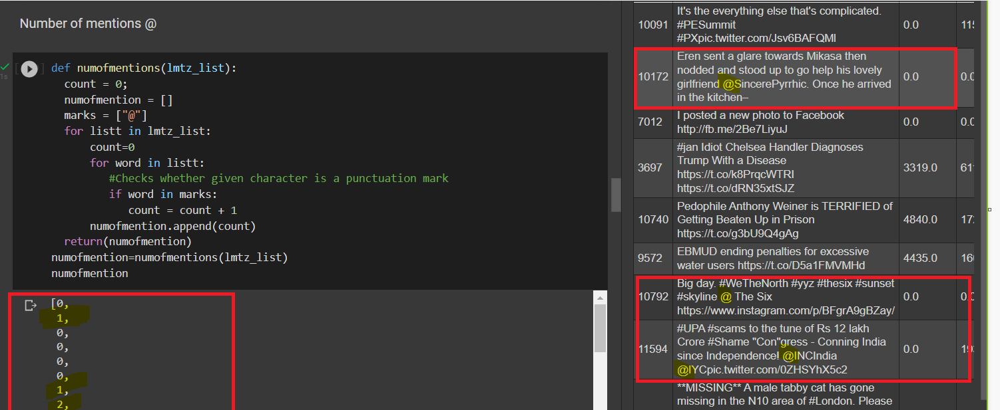 Number of mentions @
1s
def numofmentions(lmtz_list):
count = 0;
numofmention = []
marks = ["@"]
for listt in lmtz_list:
count=0
for word in listt:
#Checks whether given character is a punctuation mark
if word in marks:
count = count + 1
numofmention.append(count)
return(numofmention)
numofmention=numofmentions(lmtz_list)
numofmention
[0,
1,
0,
0,
0,
0,
1,
2,
It's the everything else that's complicated.
10091 #PESummit 0.0
#PXpic.twitter.com/Jsv6BAFQMl
Eren sent a glare towards Mikasa then
nodded and stood up to go help his lovely
10172 girlfriend @SincerePyrrhic. Once he arrived 0.0 0.0
in the kitchen–
I posted a new photo to Facebook
7012 http://fb.me/2Be7LiyuJ 0.0 0.0
#jan Idiot Chelsea Handler Diagnoses
Trump With a Disease
3697 https://t.co/k8PrqcWTRI 3319.0
https://t.co/dRN35xtSJZ
Pedophile Anthony Weiner is TERRIFIED of
10740 Getting Beaten Up in Prison 4840.0
https://t.co/g3bU9Q4gAg
EBMUD ending penalties for excessive
9572 water users https://t.co/D5a1FMVMHd 4435.0
Big day. #WeTheNorth #yyz #thesix #sunset
10792 #skyline @ The Six 0.0 0.0
https://www.instagram.com/p/BFgrA9gBZay/
#UPA #scams to the tune of Rs 12 lakh
Crore #Shame "Con"gress - Conning India
11594 since Independence! @INCIndia 0.0
@IYCpic.twitter.com/0ZHSYhX5c2
**MISSING** A male tabby cat has gone
missing in the N10 area of #London. Please